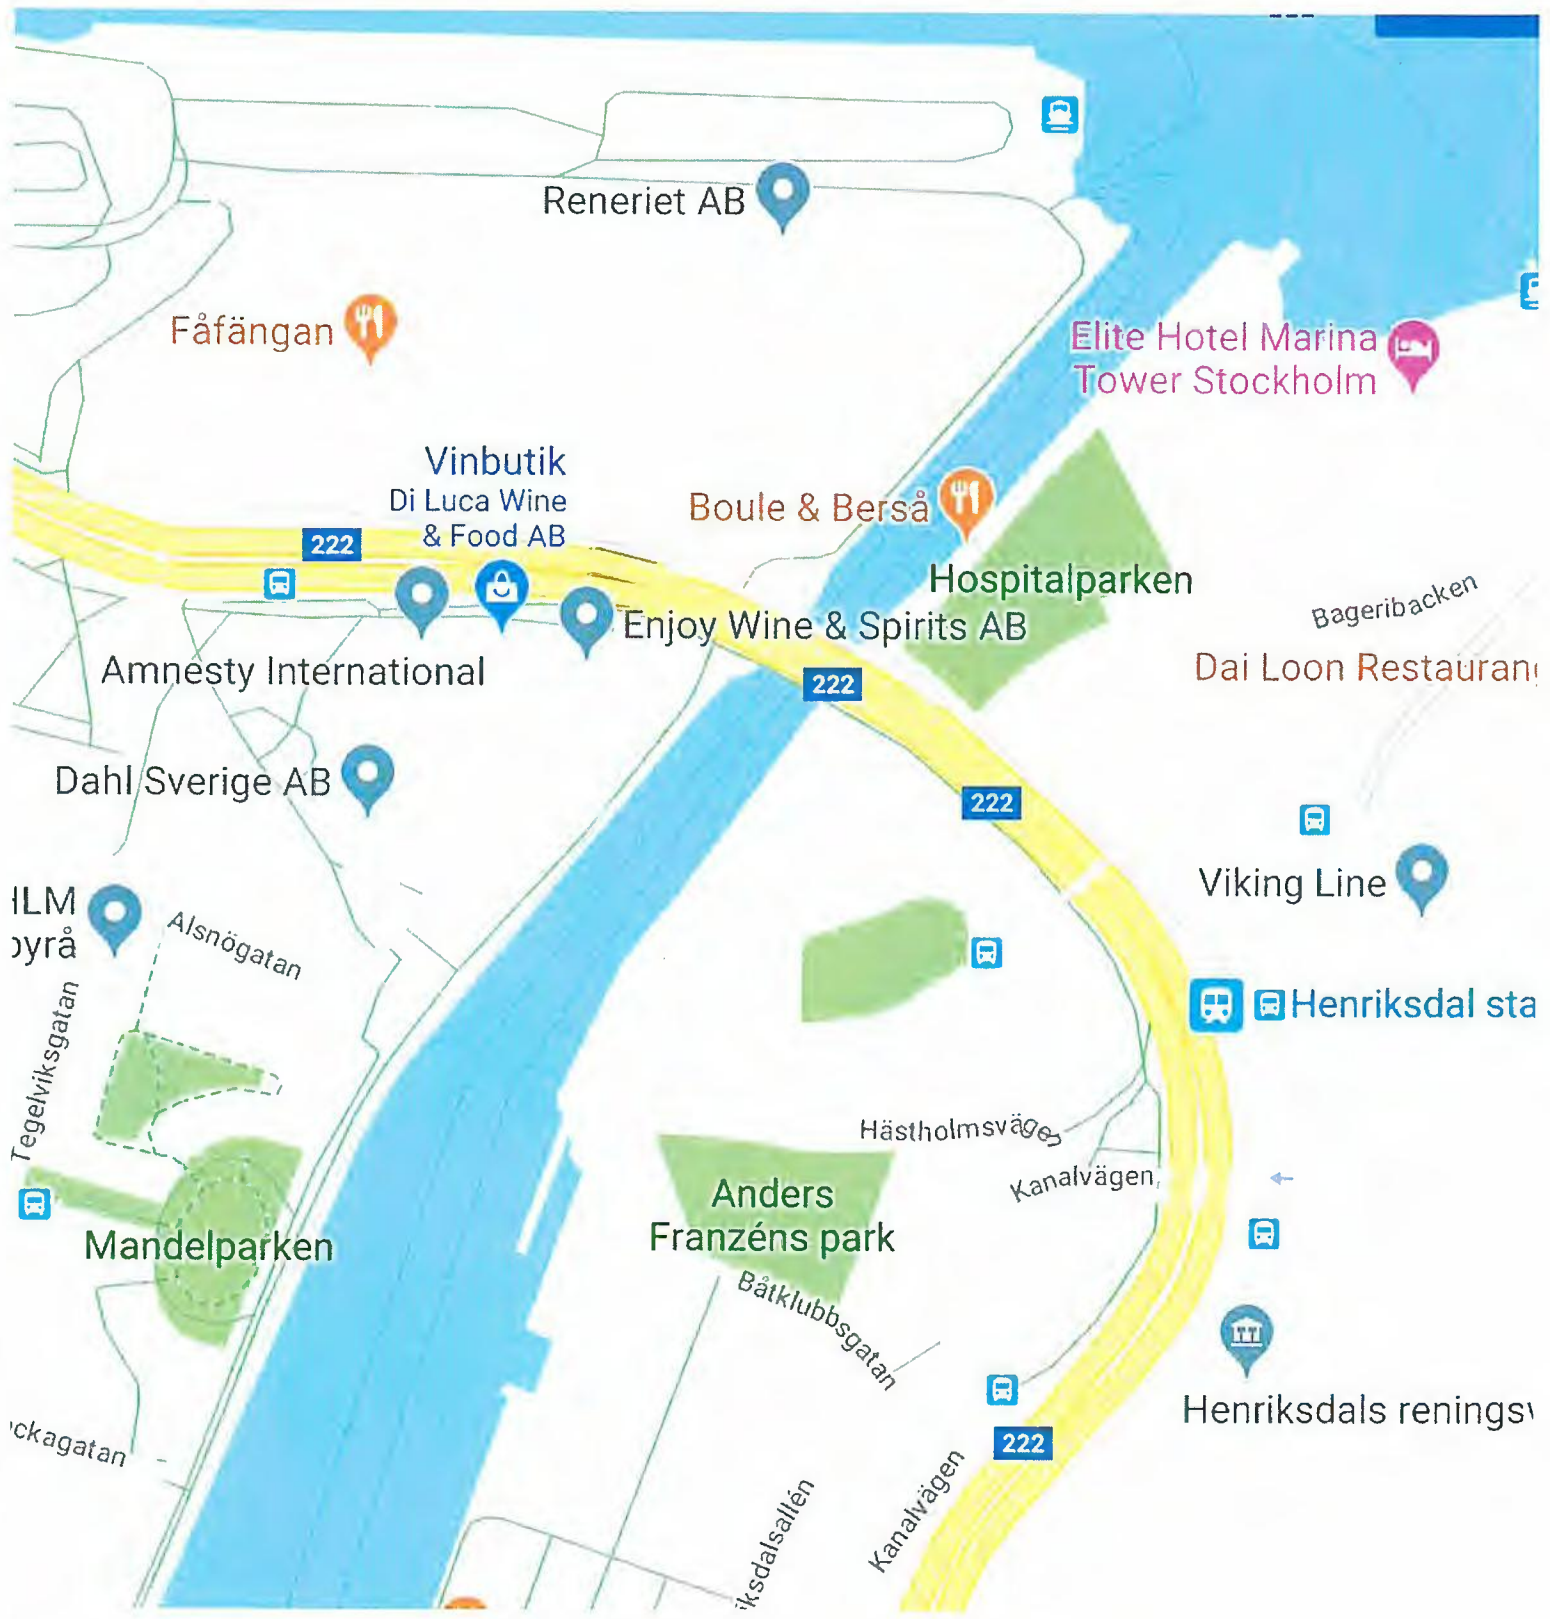 Reneriet AB
Fåfängan
Elite Hotel Marina
Tower Stockholm
Vinbutik
Di Luca Wine
& Food AB
Boule & Berså
222
Hospitalparken
Bageribacken
Enjoy Wine & Spirits AB
Amnesty International
Dai Loon Restaurang
222
Dahl Sverige AB
222
Viking Line
Alsnögatan
Henriksdal sta
Tegelviksgatan
Hästholmsvägen
Kanalvägen
Anders
Franzéns park
Mandelparken
Båtklubbsgatan
Henriksdals
222
Kanalvägen